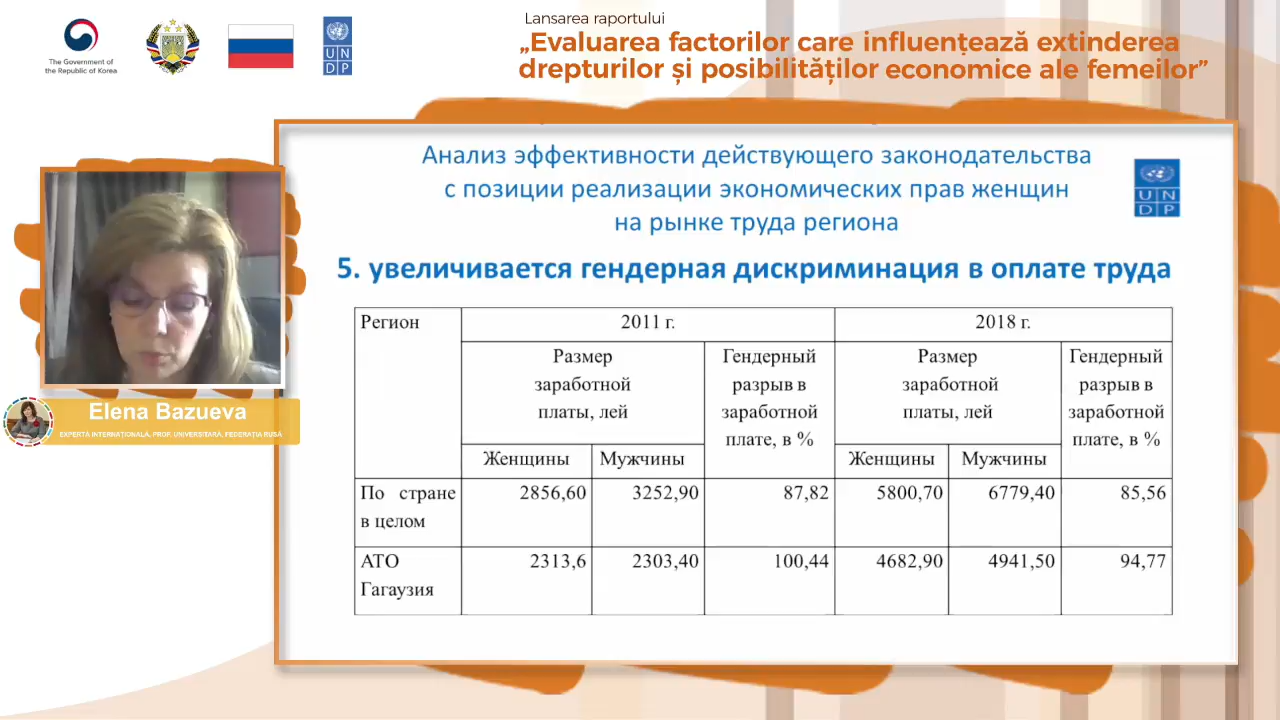 The Government of
the Republic of Korea
U N
D P
Lansarea raportului
„Evaluarea factorilor care influențează extinderea
drepturilor și posibilităților economice ale femeilor”
Анализ эффективности действующего законодательства
с позиции реализации экономических прав женщин
на рынке труда региона
U N
D P
5. увеличивается гендерная дискриминация в оплате труда
Регион 2011 г. 2018 г.
Размер заработной платы, лей Гендерный разрыв в заработной плате, в % Размер заработной платы, лей Гендерный разрыв в заработной плате, в %
Женщины Мужчины Женщины Мужчины
По стране в целом 2856,60 3252,90 87,82 5800,70 6779,40 85,56
АТО Гагаузия 2313,6 2303,40 100,44 4682,90 4941,50 94,77
Elena Bazueva
EXPERTĂ INTERNAȚIONALĂ, PROF. UNIVERSITARĂ, FEDERAȚIA RUSĂ